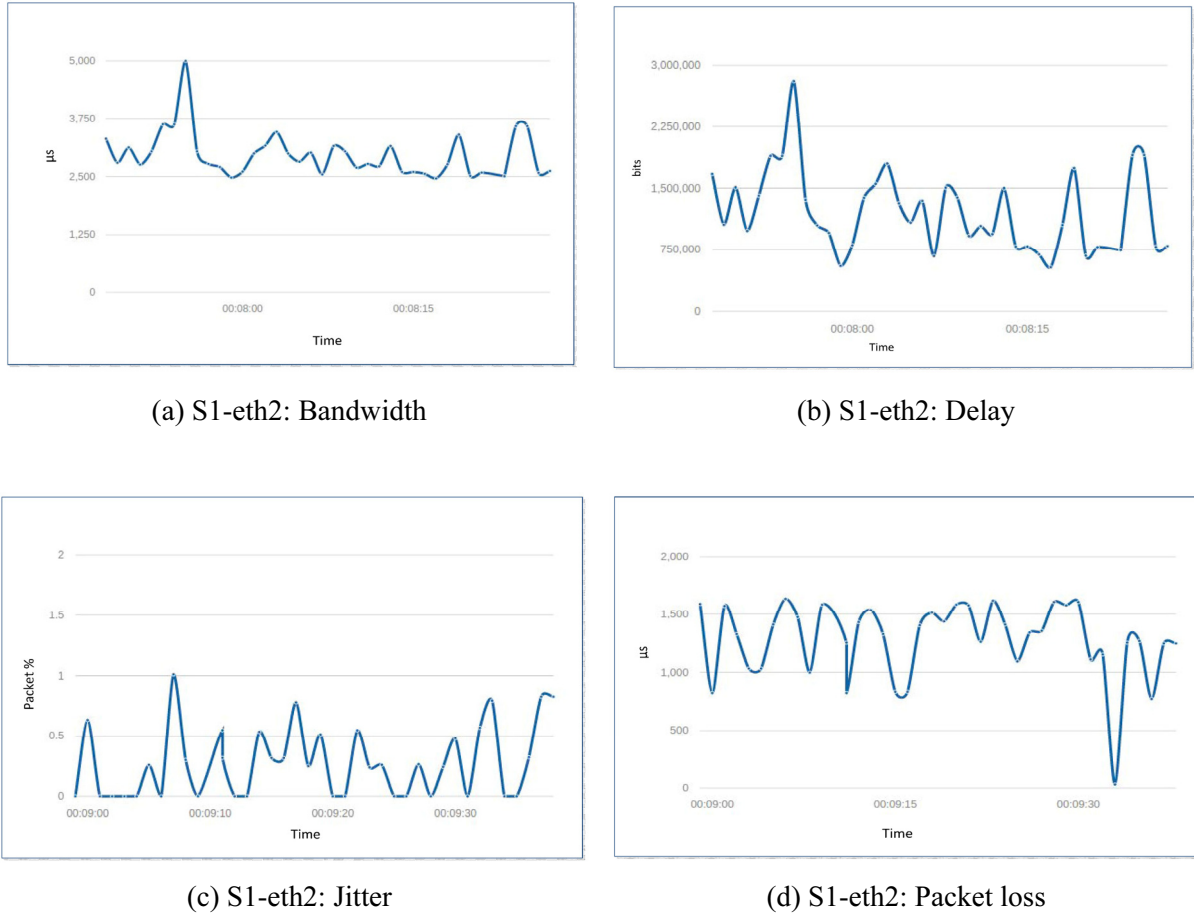 5,000
3,750
µs
2,500
1,250
0
00:08:00
00:08:15
Time
(a) S1-eth2: Bandwidth
3,000,000
2,250,000
bits
1,500,000
750,000
0
00:08:00
00:08:15
Time
(b) S1-eth2: Delay
2
1.5
Packet %
1
0.5
0
00:09:00
00:09:10
00:09:20
00:09:30
Time
(c) S1-eth2: Jitter
2,000
1,500
µs
1,000
500
0
00:09:00
00:09:15
00:09:30
Time
(d) S1-eth2: Packet loss